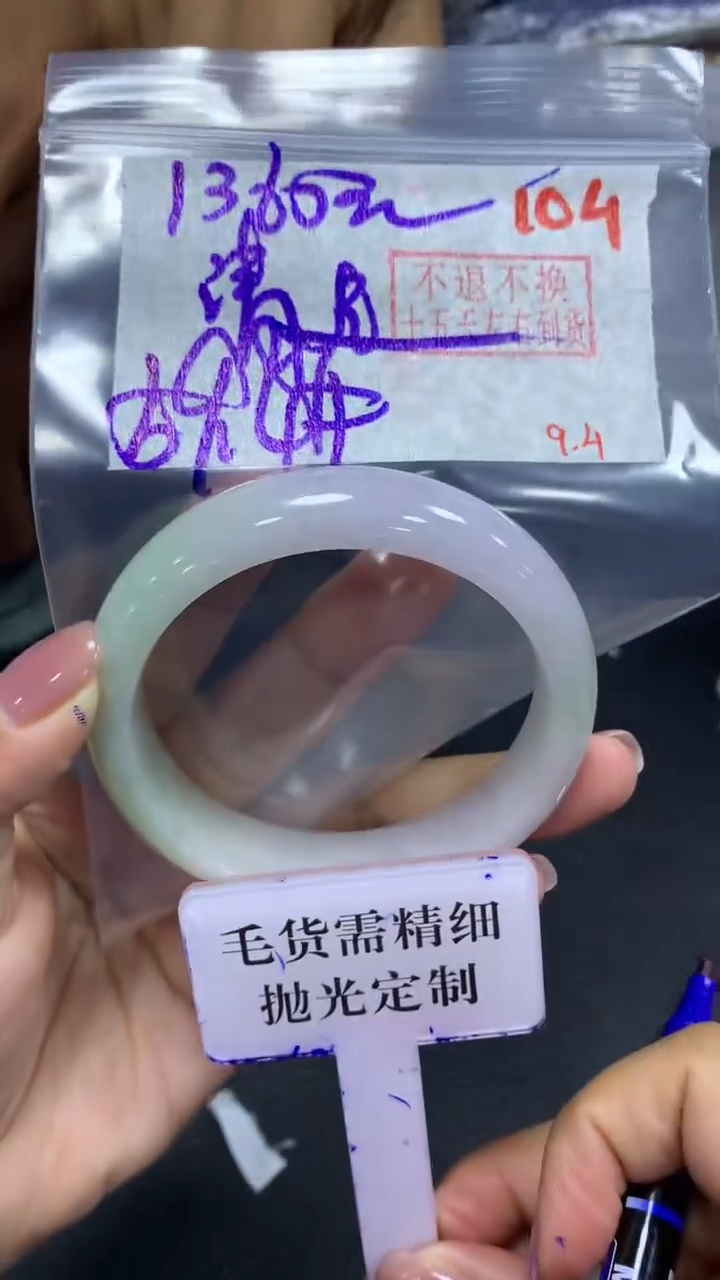 1360元
104
不退不换
十五天左右到货
9.4
毛货需精细
抛光定制